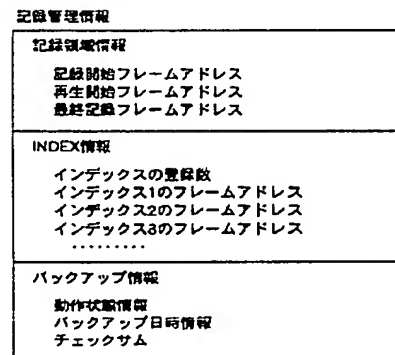 記録管理情報
記録領域情報
記録開始フレームアドレス
再生開始フレームアドレス
最終記録フレームアドレス
INDEX情報
インデックスの登録数
インデックス1のフレームアドレス
インデックス2のフレームアドレス
インデックス3のフレームアドレス
.........
バックアップ情報
動作状態情報
バックアップ日時情報
チェックサム